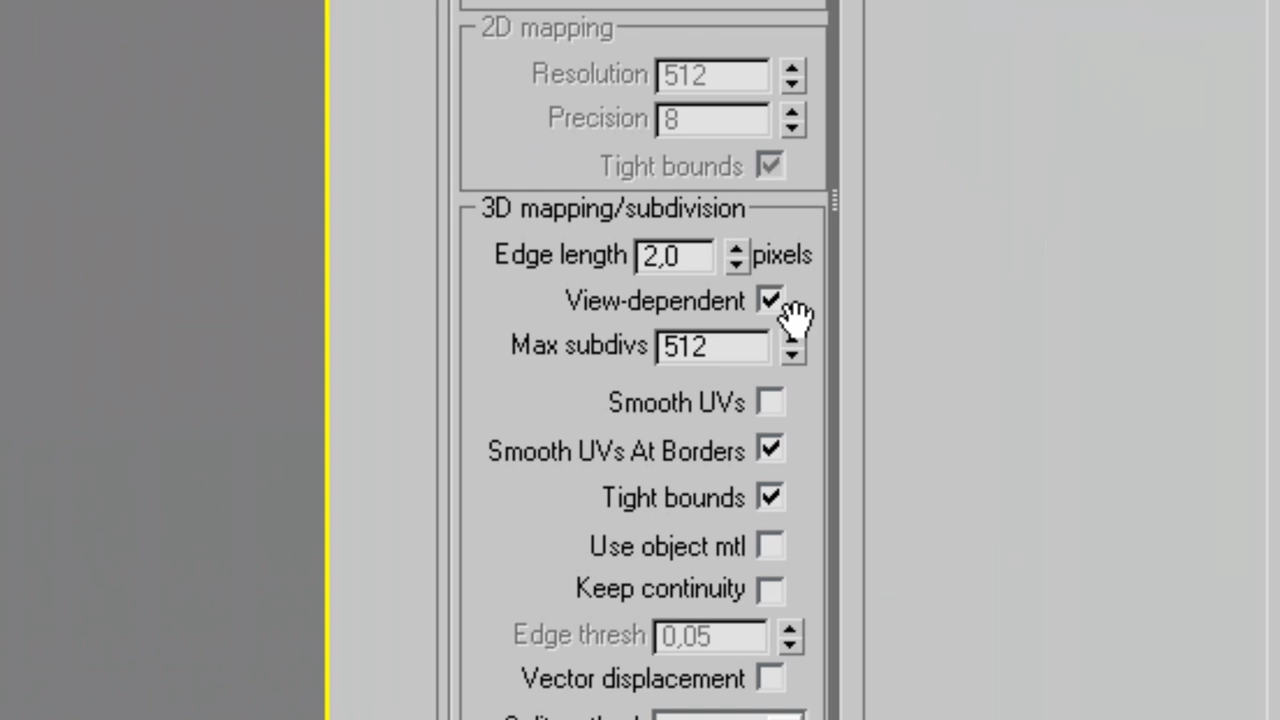 2D mapping
Resolution 512
Precision 8
Tight bounds
3D mapping/subdivision
Edge length 2,0 pixels
View-dependent
Max subdivs 512
Smooth UVs
Smooth UVs At Borders
Tight bounds
Use object mtl
Keep continuity
Edge thresh 0,05
Vector displacement